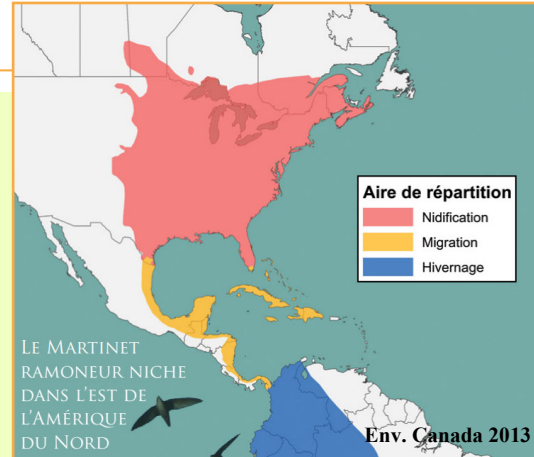 Aire de répartition
Nidification
Migration
Hivernage
LE MARTINET
RAMONEUR NICHE
DANS L'EST DE
L'AMÉRIQUE
DU NORD
Env. Canada 2013